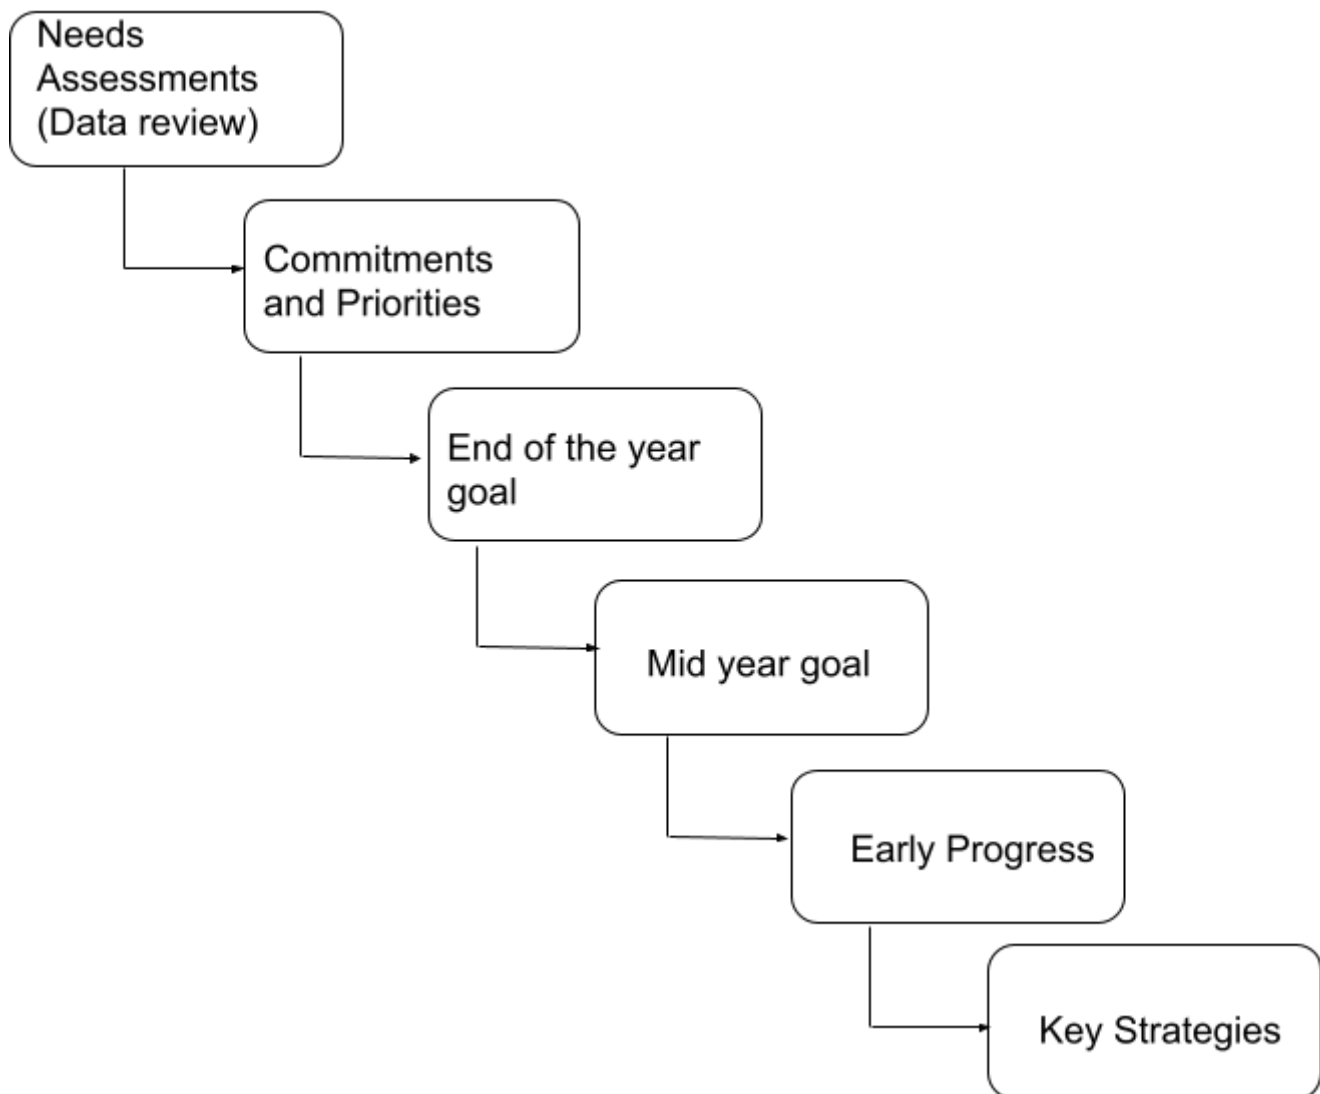 Needs
Assessments
(Data review)
Commitments
and Priorities
End of the year
goal
Mid year goal
Early Progress
Key Strategies